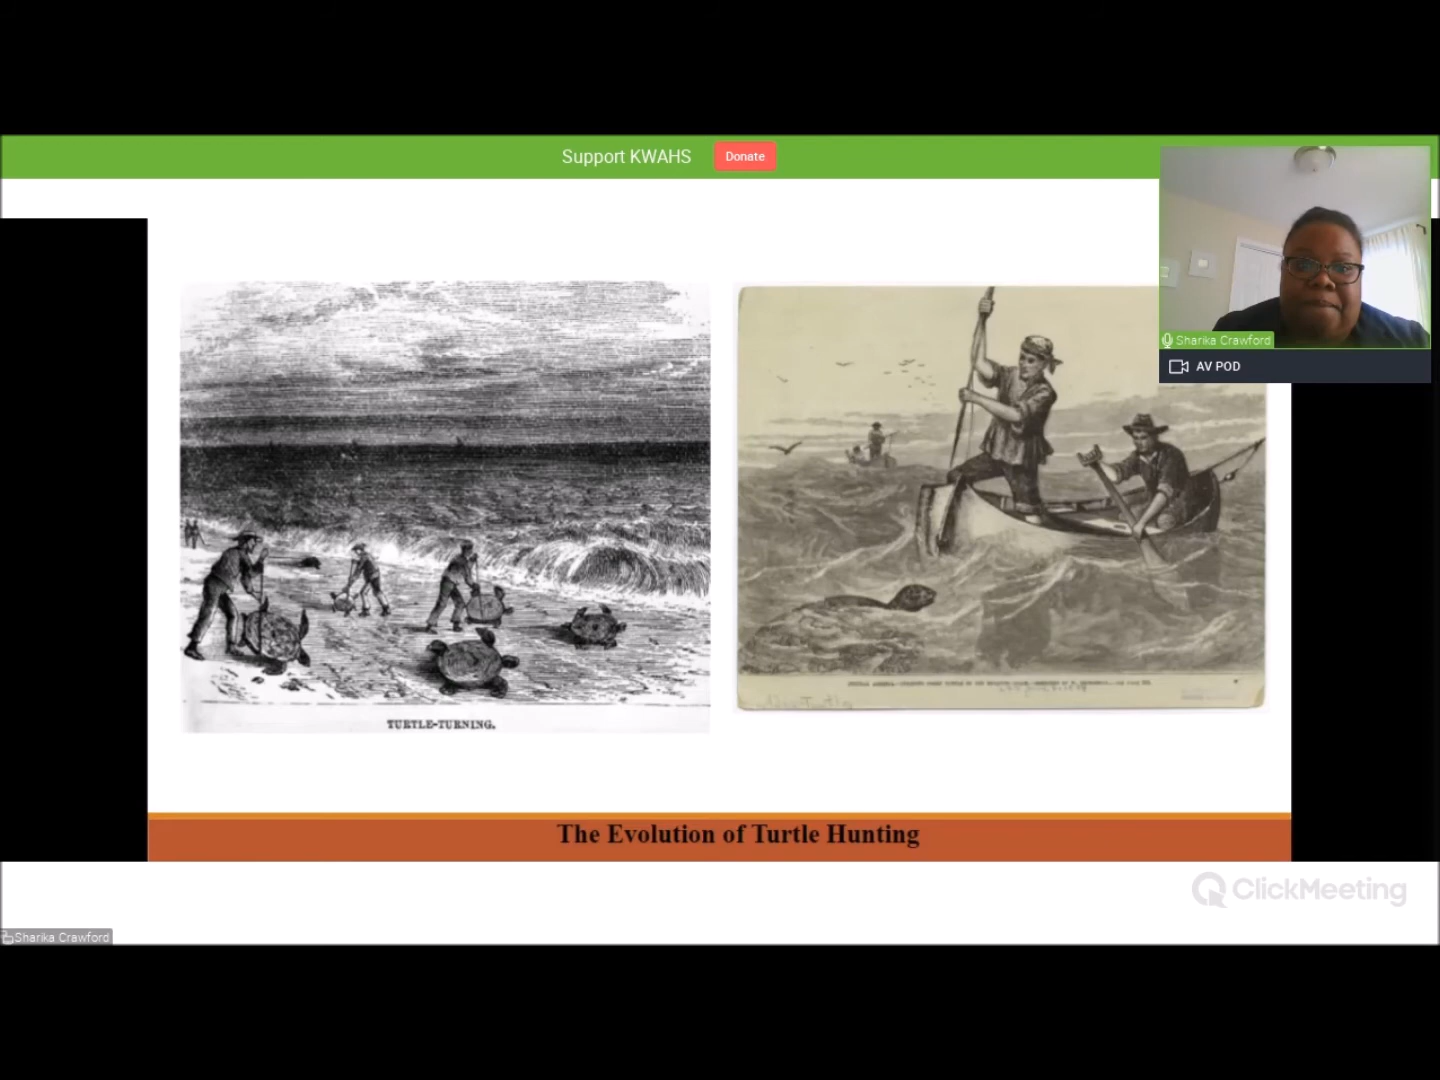 Support KWAHS Donate
Sharika Crawford
AV POD
TURTLE-TURNING.
The Evolution of Turtle Hunting
ClickMeeting
Sharika Crawford